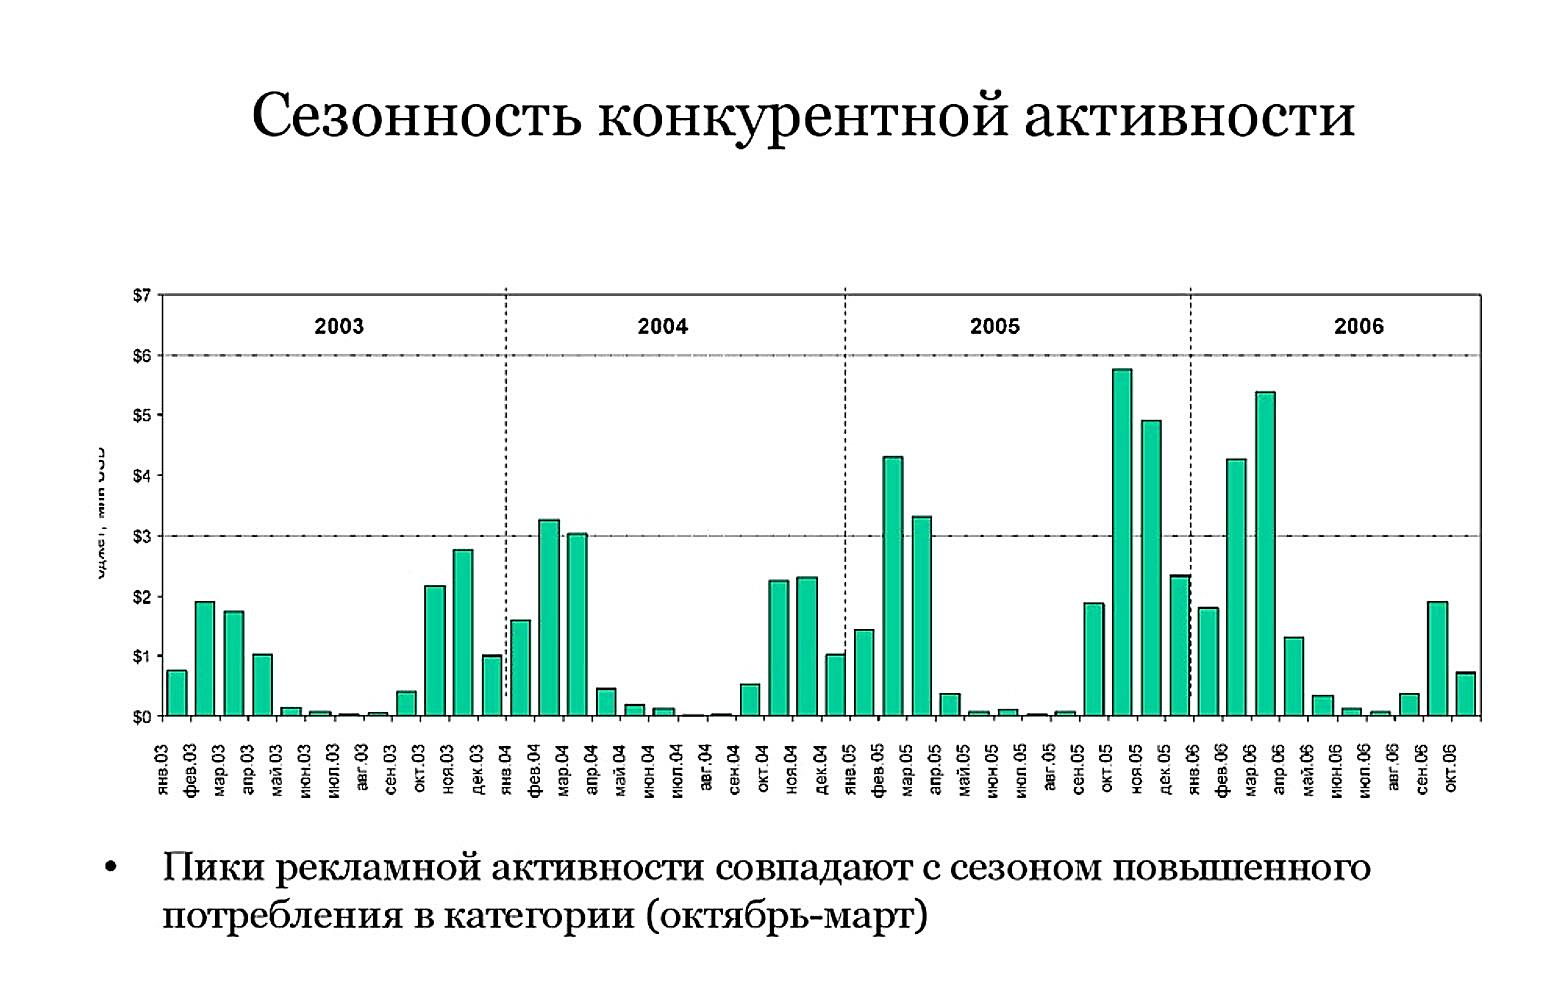 Сезонность конкурентной активности
$7
2003 2004 2005 2006
$6
$5
$4
$3
$2
$1
$0
янв.03 фев.03 мар.03 апр.03 май.03 июн.03 июл.03 авг.03 сен.03 окт.03 ноя.03 дек.03 янв.04 фев.04 мар.04 апр.04 май.04 июн.04 июл.04 авг.04 сен.04 окт.04 ноя.04 дек.04 янв.05 фев.05 мар.05 апр.05 май.05 июн.05 июл.05 авг.05 сен.05 окт.05 ноя.05 дек.05 янв.06 фев.06 мар.06 апр.06 май.06 июн.06 июл.06 авг.06 сен.06 окт.06
• Пики рекламной активности совпадают с сезоном повышенного
потребления в категории (октябрь-март)